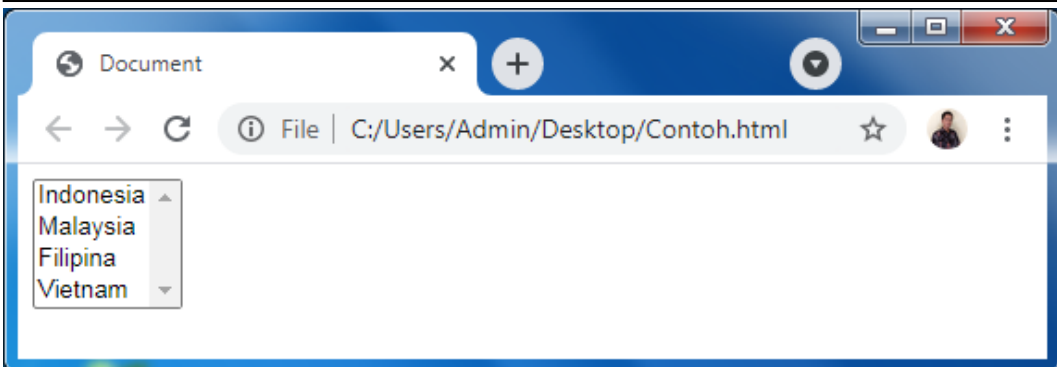 Document
File | C:/Users/Admin/Desktop/Contoh.html
Indonesia
Malaysia
Filipina
Vietnam